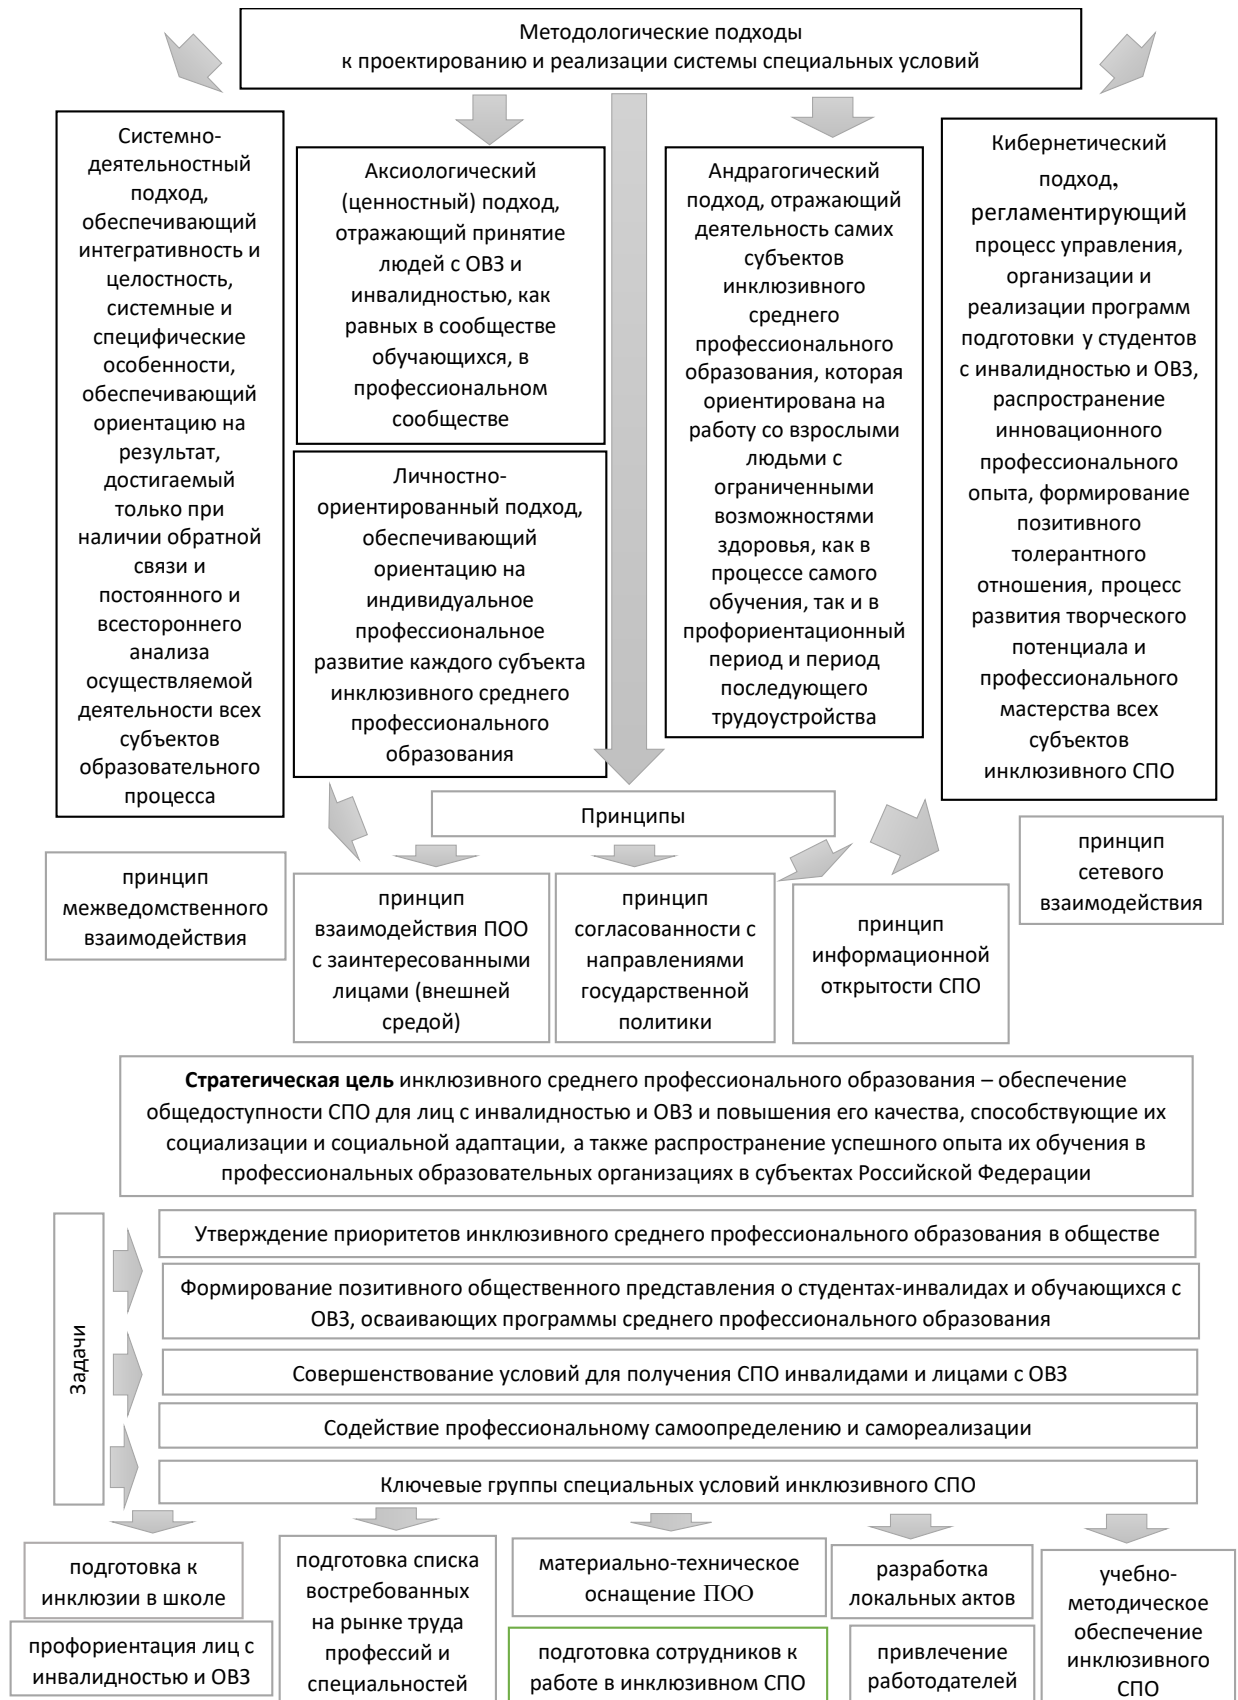 Методологические подходы
к проектированию и реализации системы специальных условий
Системно-
деятельностный
подход,
обеспечивающий
интегративность и
целостность,
системные и
специфические
особенности,
обеспечивающий
ориентацию на
результат,
достигаемый
только при
наличии обратной
связи и
постоянного и
всестороннего
анализа
осуществляемой
деятельности всех
субъектов
образовательного
процесса
Аксиологический
(ценностный) подход,
отражающий принятие
людей с ОВЗ и
инвалидностью, как
равных в сообществе
обучающихся, в
профессиональном
сообществе
Личностно-
ориентированный подход,
обеспечивающий
ориентацию на
индивидуальное
профессиональное
развитие каждого субъекта
инклюзивного среднего
профессионального
образования
Андрагогический
подход, отражающий
деятельность самих
субъектов
инклюзивного
среднего
профессионального
образования, которая
ориентирована на
работу со взрослыми
людьми с
ограниченными
возможностями
здоровья, как в
процессе самого
обучения, так и в
профориентационный
период и период
последующего
трудоустройства
Кибернетический
подход,
регламентирующий
процесс управления,
организации и
реализации программ
подготовки у студентов
с инвалидностью и ОВЗ,
распространение
инновационного
профессионального
опыта, формирование
позитивного
толерантного
отношения, процесс
развития творческого
потенциала и
профессионального
мастерства всех
субъектов
инклюзивного СПО
Принципы
принцип
межведомственного
взаимодействия
принцип
взаимодействия ПОО
с заинтересованными
лицами (внешней
средой)
принцип
согласованности с
направлениями
государственной
политики
принцип
информационной
открытости СПО
принцип
сетевого
взаимодействия
Стратегическая цель инклюзивного среднего профессионального образования – обеспечение
общедоступности СПО для лиц с инвалидностью и ОВЗ и повышения его качества, способствующие их
социализации и социальной адаптации, а также распространение успешного опыта их обучения в
профессиональных образовательных организациях в субъектах Российской Федерации
Задачи
Утверждение приоритетов инклюзивного среднего профессионального образования в обществе
Формирование позитивного общественного представления о студентах-инвалидах и обучающихся с
ОВЗ, осваивающих программы среднего профессионального образования
Совершенствование условий для получения СПО инвалидами и лицами с ОВЗ
Содействие профессиональному самоопределению и самореализации
Ключевые группы специальных условий инклюзивного СПО
подготовка к
инклюзии в школе
профориентация лиц с
инвалидностью и ОВЗ
подготовка списка
востребованных
на рынке труда
профессий и
специальностей
материально-техническое
оснащение ПОО
подготовка сотрудников к
работе в инклюзивном СПО
разработка
локальных актов
привлечение
работодателей
учебно-
методическое
обеспечение
инклюзивного
СПО